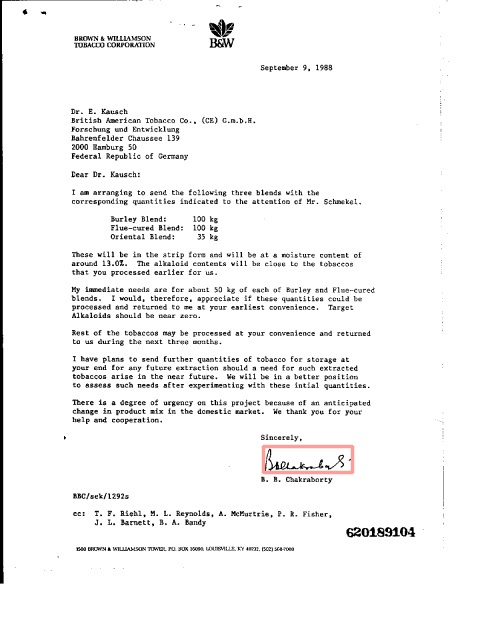 BROWN & WILLIAMSON
TOBACCO CORPORATION
B&W
September 9, 1988
Dr. E. Kausch
British American Tobacco Co., (CE) G.m.b.H.
Forschung und Entwicklung
Bahrenfelder Chaussee 139
2000 Hamburg 50
Federal Republic of Germany
Dear Dr. Kausch:
I am arranging to send the following three blends with the
corresponding quantities indicated to the attention of Mr. Schmekel.
Burley Blend: 100 kg
Flue-cured Blend: 100 kg
Oriental Blend: 35 kg
These will be in the strip form and will be at a moisture content of
around 13.0%. The alkaloid contents will be close to the tobaccos
that you processed earlier for us.
My immediate needs are for about 50 kg of each of Burley and Flue-cured
blends. I would, therefore, appreciate if these quantities could be
processed and returned to me at your earliest convenience. Target
Alkaloids should be near zero.
Rest of the tobaccos may be processed at your convenience and returned
to us during the next three months.
I have plans to send further quantities of tobacco for storage at
your end for any future extraction should a need for such extracted
tobaccos arise in the near future. We will be in a better position
to assess such needs after experimenting with these intial quantities.
There is a degree of urgency on this project because of an anticipated
change in product mix in the domestic market. We thank you for your
help and cooperation.
Sincerely,
B. B. Chakraborty
BBC/sek/1292s
cc: T. F. Riehl, M. L. Reynolds, A. McMurtrie, P. R. Fisher,
J. L. Barnett, B. A. Bandy
620189104
1500 BROWN & WILLIAMSON TOWER, P.O. BOX 35090, LOUISVILLE, KY 40232, (502) 568-7000